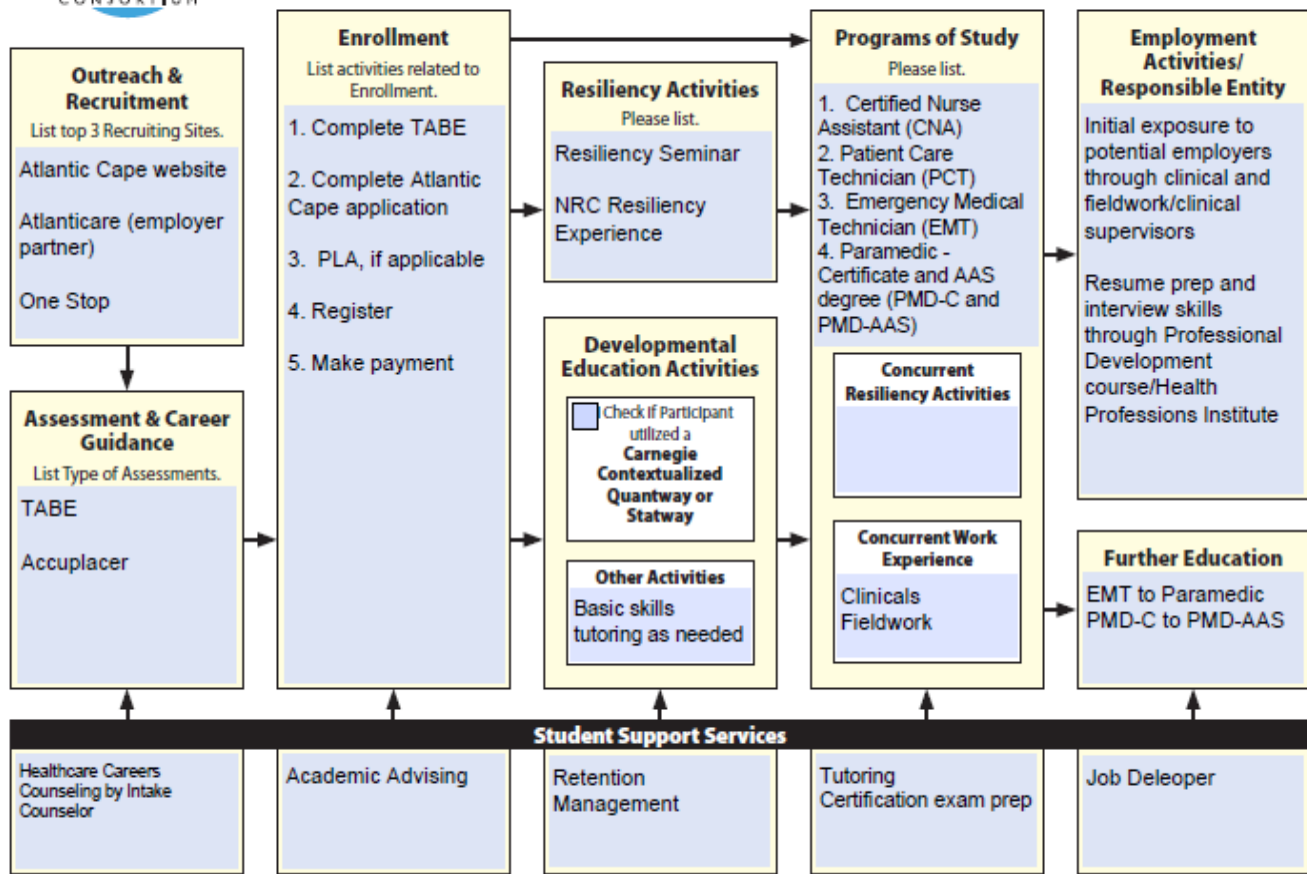 CONSORTIUM
Outreach &
Recruitment
List top 3 Recruiting Sites.
Atlantic Cape website
Atlanticare (employer
partner)
One Stop
Assessment & Career
Guidance
List Type of Assessments.
TABE
Accuplacer
Enrollment
List activities related to
Enrollment.
1. Complete TABE
2. Complete Atlantic
Cape application
3. PLA, if applicable
4. Register
5. Make payment
Resiliency Activities
Please list.
Resiliency Seminar
NRC Resiliency
Experience
Developmental
Education Activities
Check if Participant
utilized a
Carnegie
Contextualized
Quantway or
Statway
Other Activities
Basic skills
tutoring as needed
Programs of Study
Please list.
1. Certified Nurse
Assistant (CNA)
2. Patient Care
Technician (PCT)
3. Emergency Medical
Technician (EMT)
4. Paramedic -
Certificate and AAS
degree (PMD-C and
PMD-AAS)
Concurrent
Resiliency Activities
Concurrent Work
Experience
Clinicals
Fieldwork
Employment
Activities/
Responsible Entity
Initial exposure to
potential employers
through clinical and
fieldwork/clinical
supervisors
Resume prep and
interview skills
through Professional
Development
course/Health
Professions Institute
Further Education
EMT to Paramedic
PMD-C to PMD-AAS
Student Support Services
Healthcare Careers
Counseling by Intake
Counselor
Academic Advising
Retention
Management
Tutoring
Certification exam prep
Job Deleoper